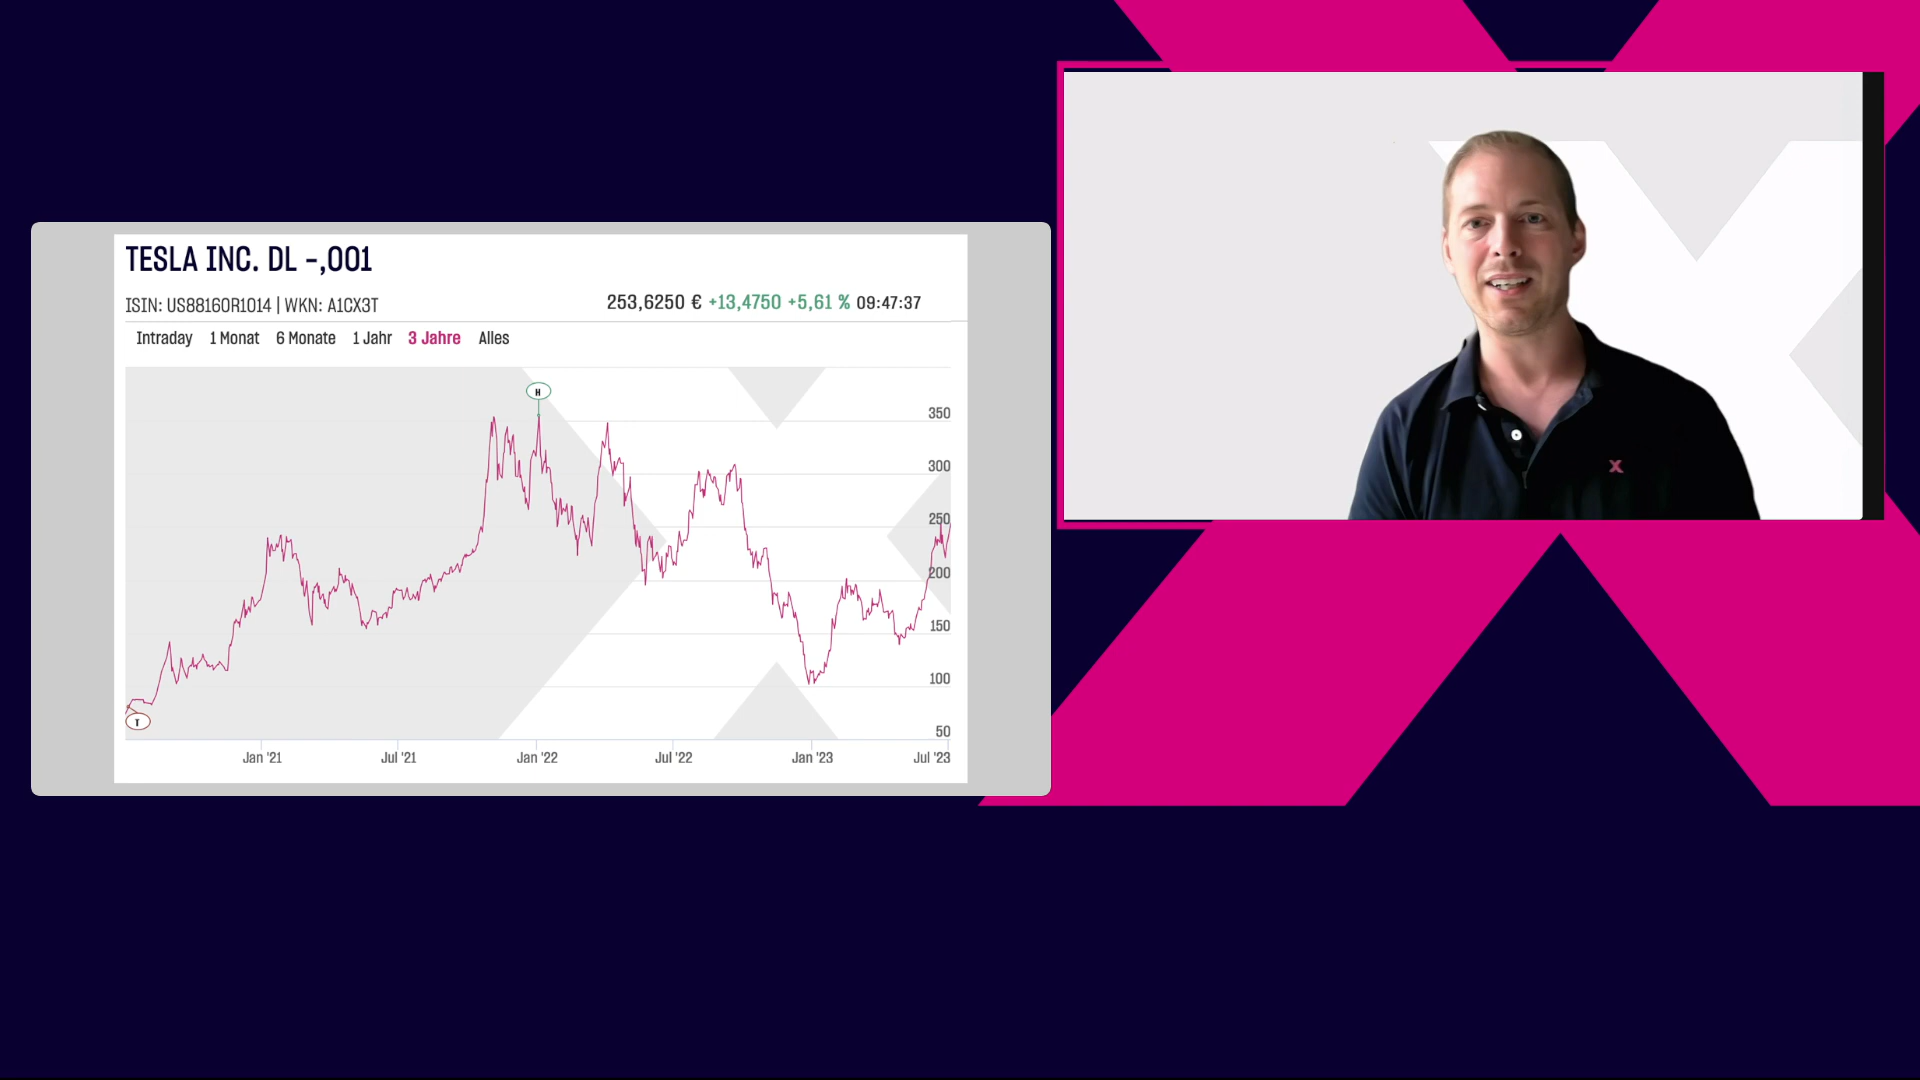 TESLA INC. DL -,001
ISIN: US88160R1014 | WKN: A1CX3T
253,6250 € +13,4750 +5,61 % 09:47:37
Intraday 1 Monat 6 Monate 1 Jahr 3 Jahre Alles
H
350
300
250
200
150
100
50
T
Jan '21 Jul '21 Jan '22 Jul '22 Jan '23 Jul '23
X